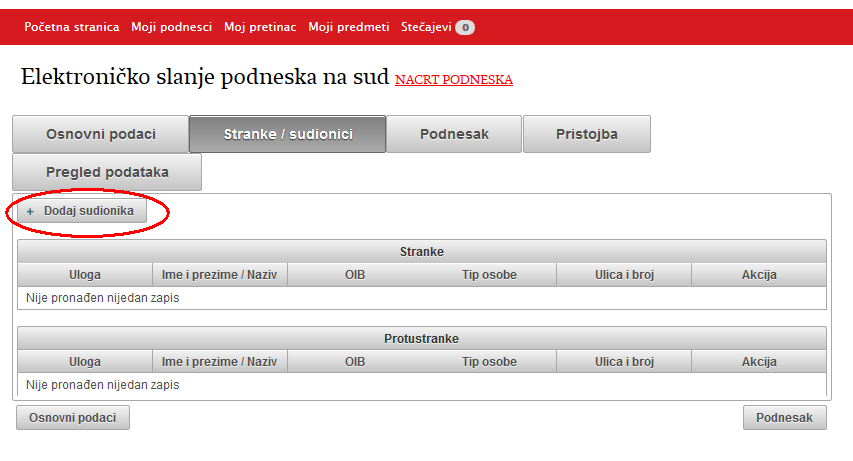 Početna stranica Moji podnesci Moj pretinac Moji predmeti Stečajevi 0
Elektroničko slanje podneska na sud NACRT PODNESKA
Osnovni podaci Stranke / sudionici Podnesak Pristojba
Pregled podataka
+ Dodaj sudionika
Stranke
Uloga Ime i prezime / Naziv OIB Tip osobe Ulica i broj Akcija
Nije pronađen nijedan zapis
Protustranke
Uloga Ime i prezime / Naziv OIB Tip osobe Ulica i broj Akcija
Nije pronađen nijedan zapis
Osnovni podaci Podnesak